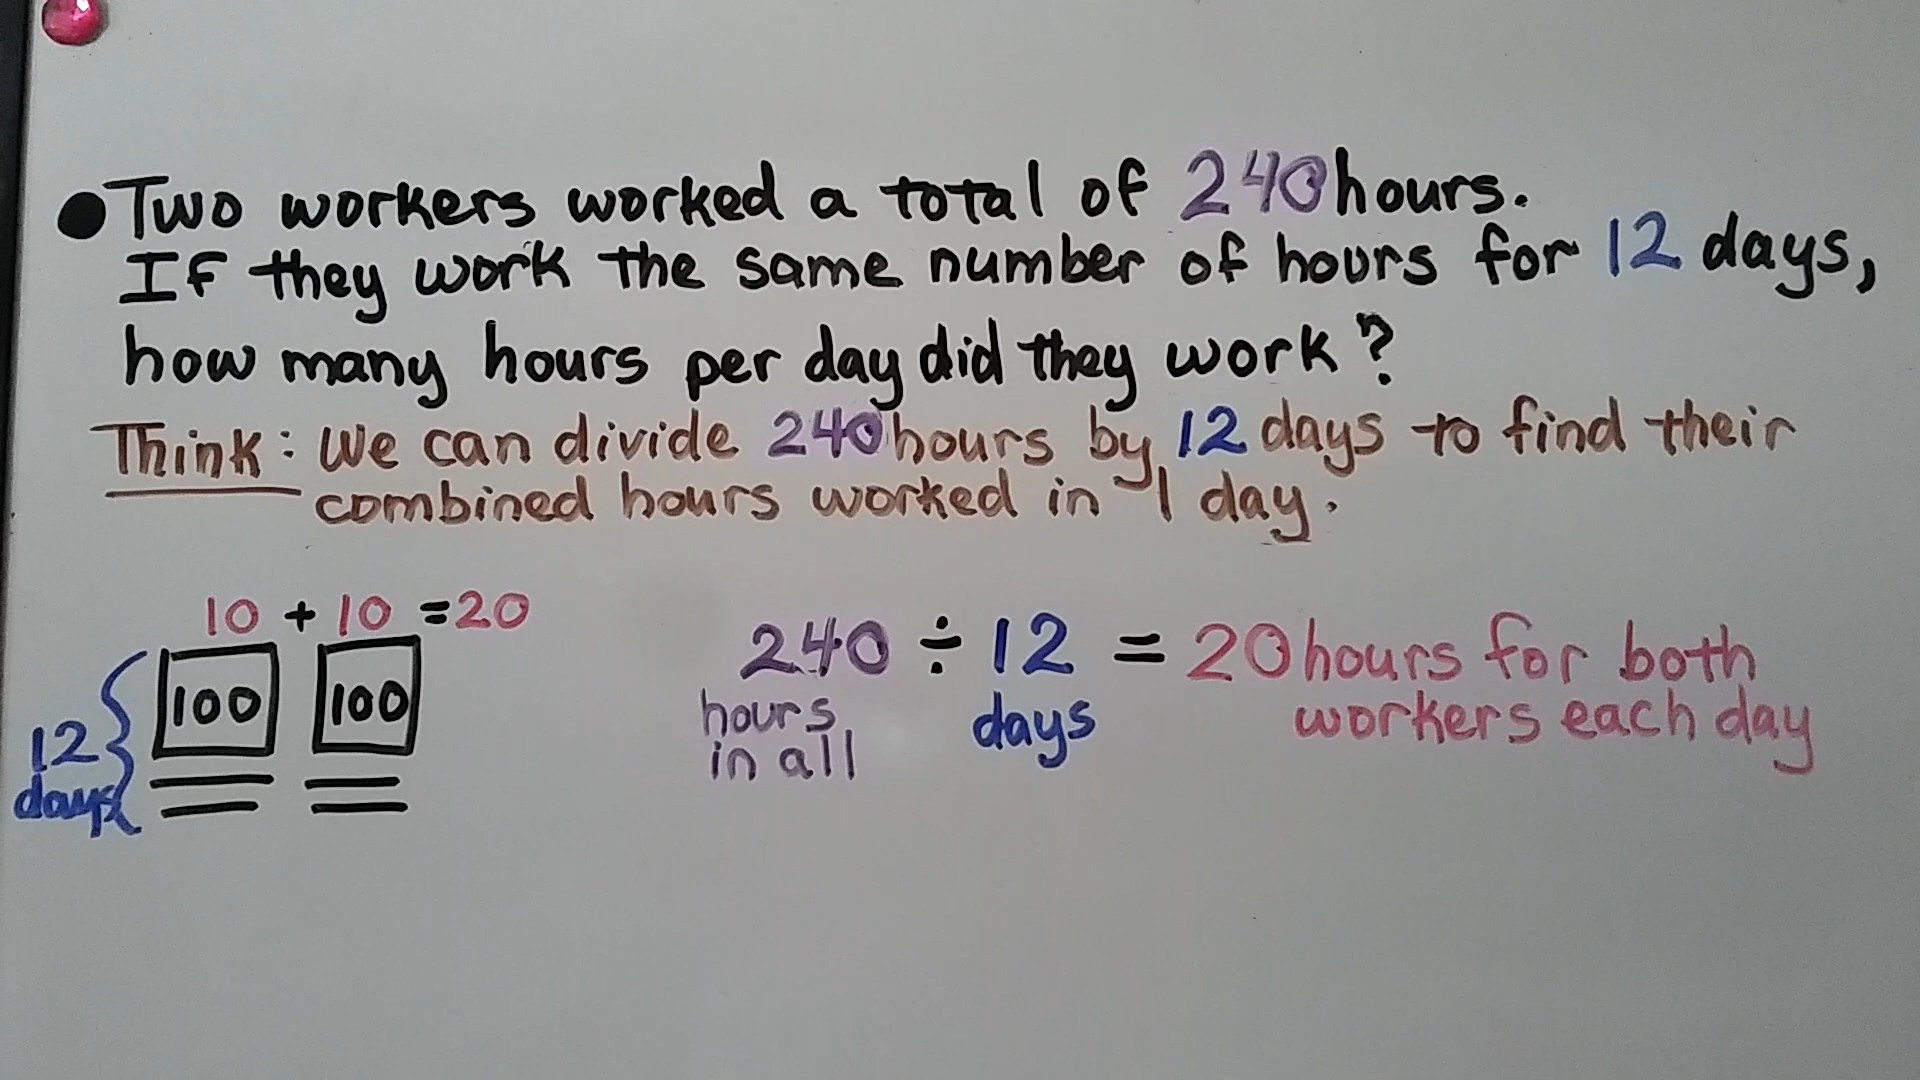 ●Two workers worked a total of 240 hours.
If they work the same number of hours for 12 days,
how many hours per day did they work?
Think: We can divide 240 hours by 12 days to find their
combined hours worked in 1 day.
10 + 10 = 20
100 100
12
days
240 ÷ 12 = 20 hours for both
hours days workers each day
in all